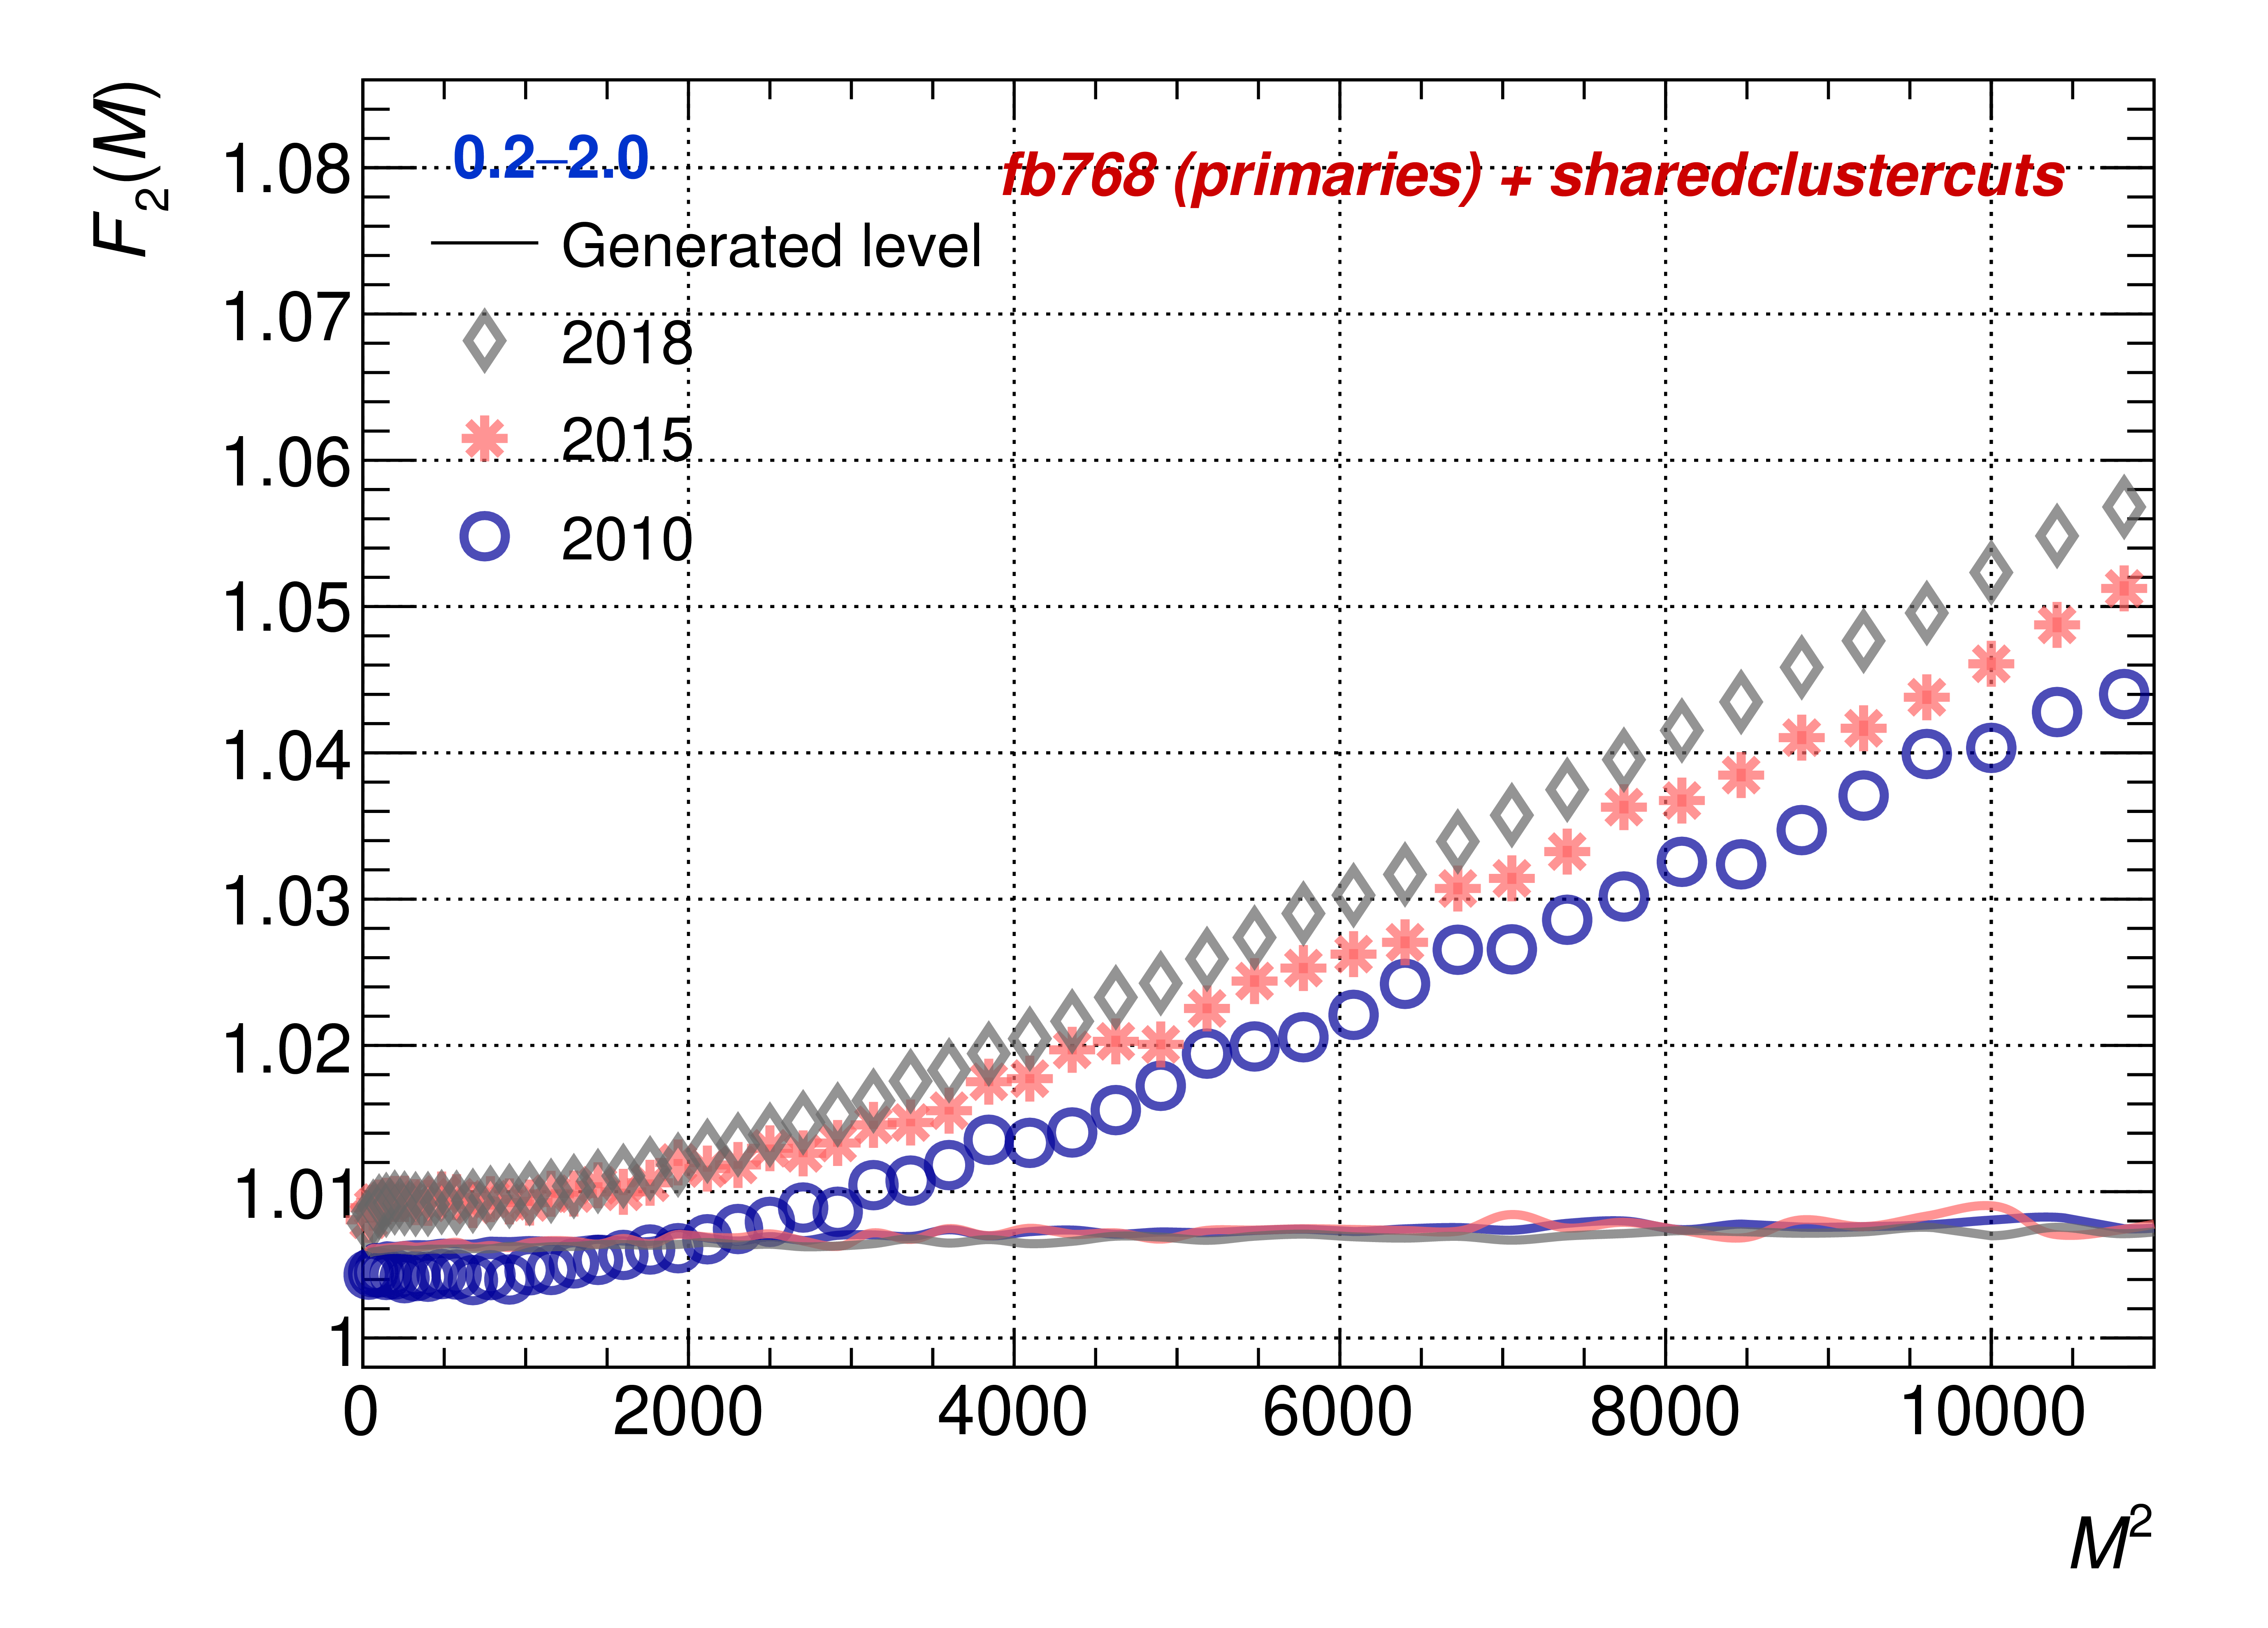 F2(M)
1.08
1.07
1.06
1.05
1.04
1.03
1.02
1.01
1
0.2–2.0
fb768 (primaries) + sharedclustercuts
Generated level
2018
2015
2010
0 2000 4000 6000 8000 10000
M²